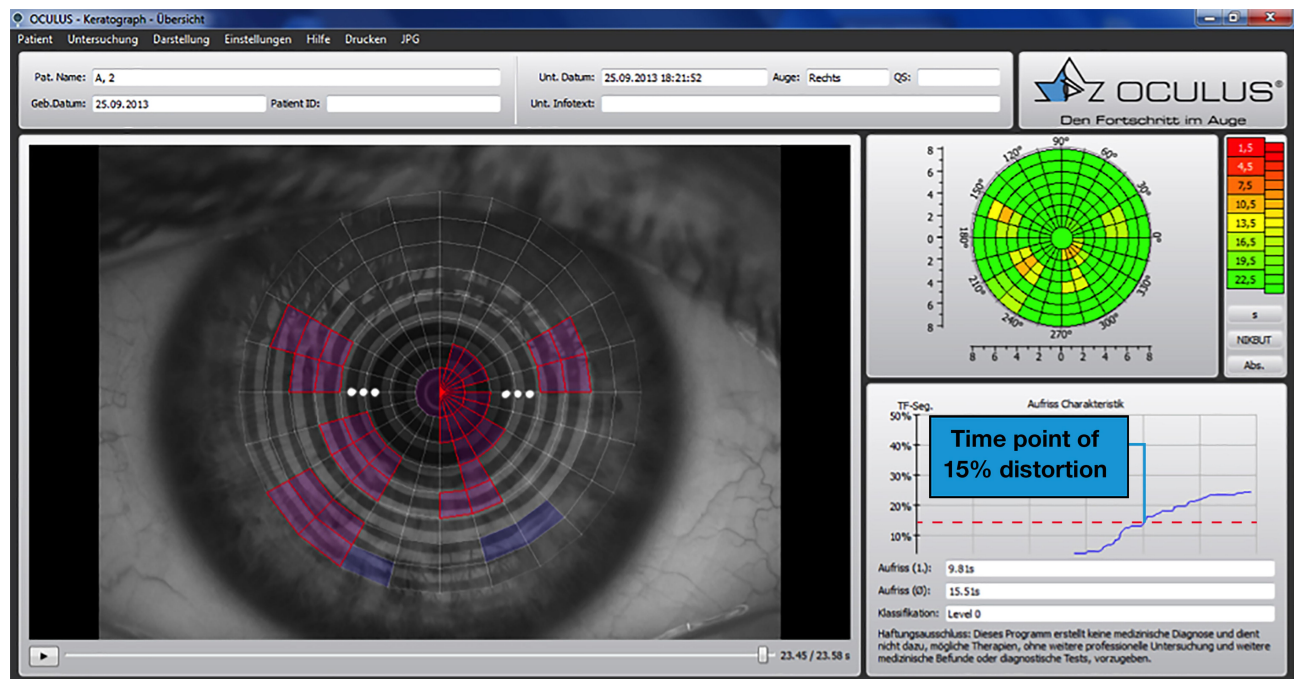 OCULUS - Keratograph - Übersicht
Patient Untersuchung Darstellung Einstellungen Hilfe Drucken JPG
Pat. Name: A, 2
Geb.Datum: 25.09.2013 Patient ID:
Unt. Datum: 25.09.2013 18:21:52 Auge: Rechts QS:
Unt. Infotext:
OCULUS®
Den Fortschritt im Auge
23.45 / 23.58 s
8 6 4 2 0 2 4 6 8
90° 60° 30° 0° 330° 300° 270° 240° 210° 180° 150° 120°
8 6 4 2 0 2 4 6 8
1,5
4,5
7,5
10,5
13,5
16,5
19,5
22,5
s
NIKBUT
Abs.
TF-Seg. Aufriss Charakteristik
50%
40%
30%
20%
10%
Time point of
15% distortion
Aufriss (1.): 9.81s
Aufriss (Ø): 15.51s
Klassifikation: Level 0
Haftungsausschluss: Dieses Programm erstellt keine medizinische Diagnose und dient
nicht dazu, mögliche Therapien, ohne weitere professionelle Untersuchung und weitere
medizinische Befunde oder diagnostische Tests, vorzugeben.